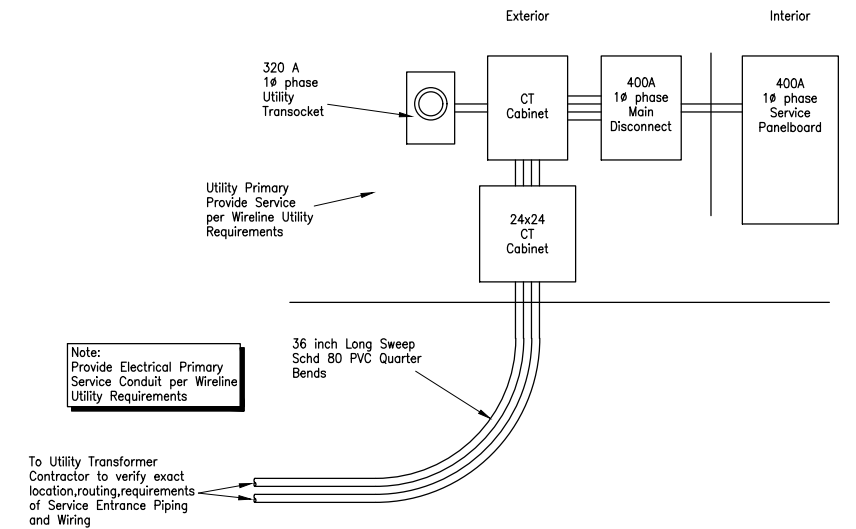 Exterior
Interior
320 A
1ø phase
Utility
Transocket
CT
Cabinet
400A
1ø phase
Main
Disconnect
400A
1ø phase
Service
Panelboard
Utility Primary
Provide Service
per Wireline Utility
Requirements
24x24
CT
Cabinet
36 inch Long Sweep
Schd 80 PVC Quarter
Bends
Note:
Provide Electrical Primary
Service Conduit per Wireline
Utility Requirements
To Utility Transformer
Contractor to verify exact
location,routing,requirements
of Service Entrance Piping
and Wiring